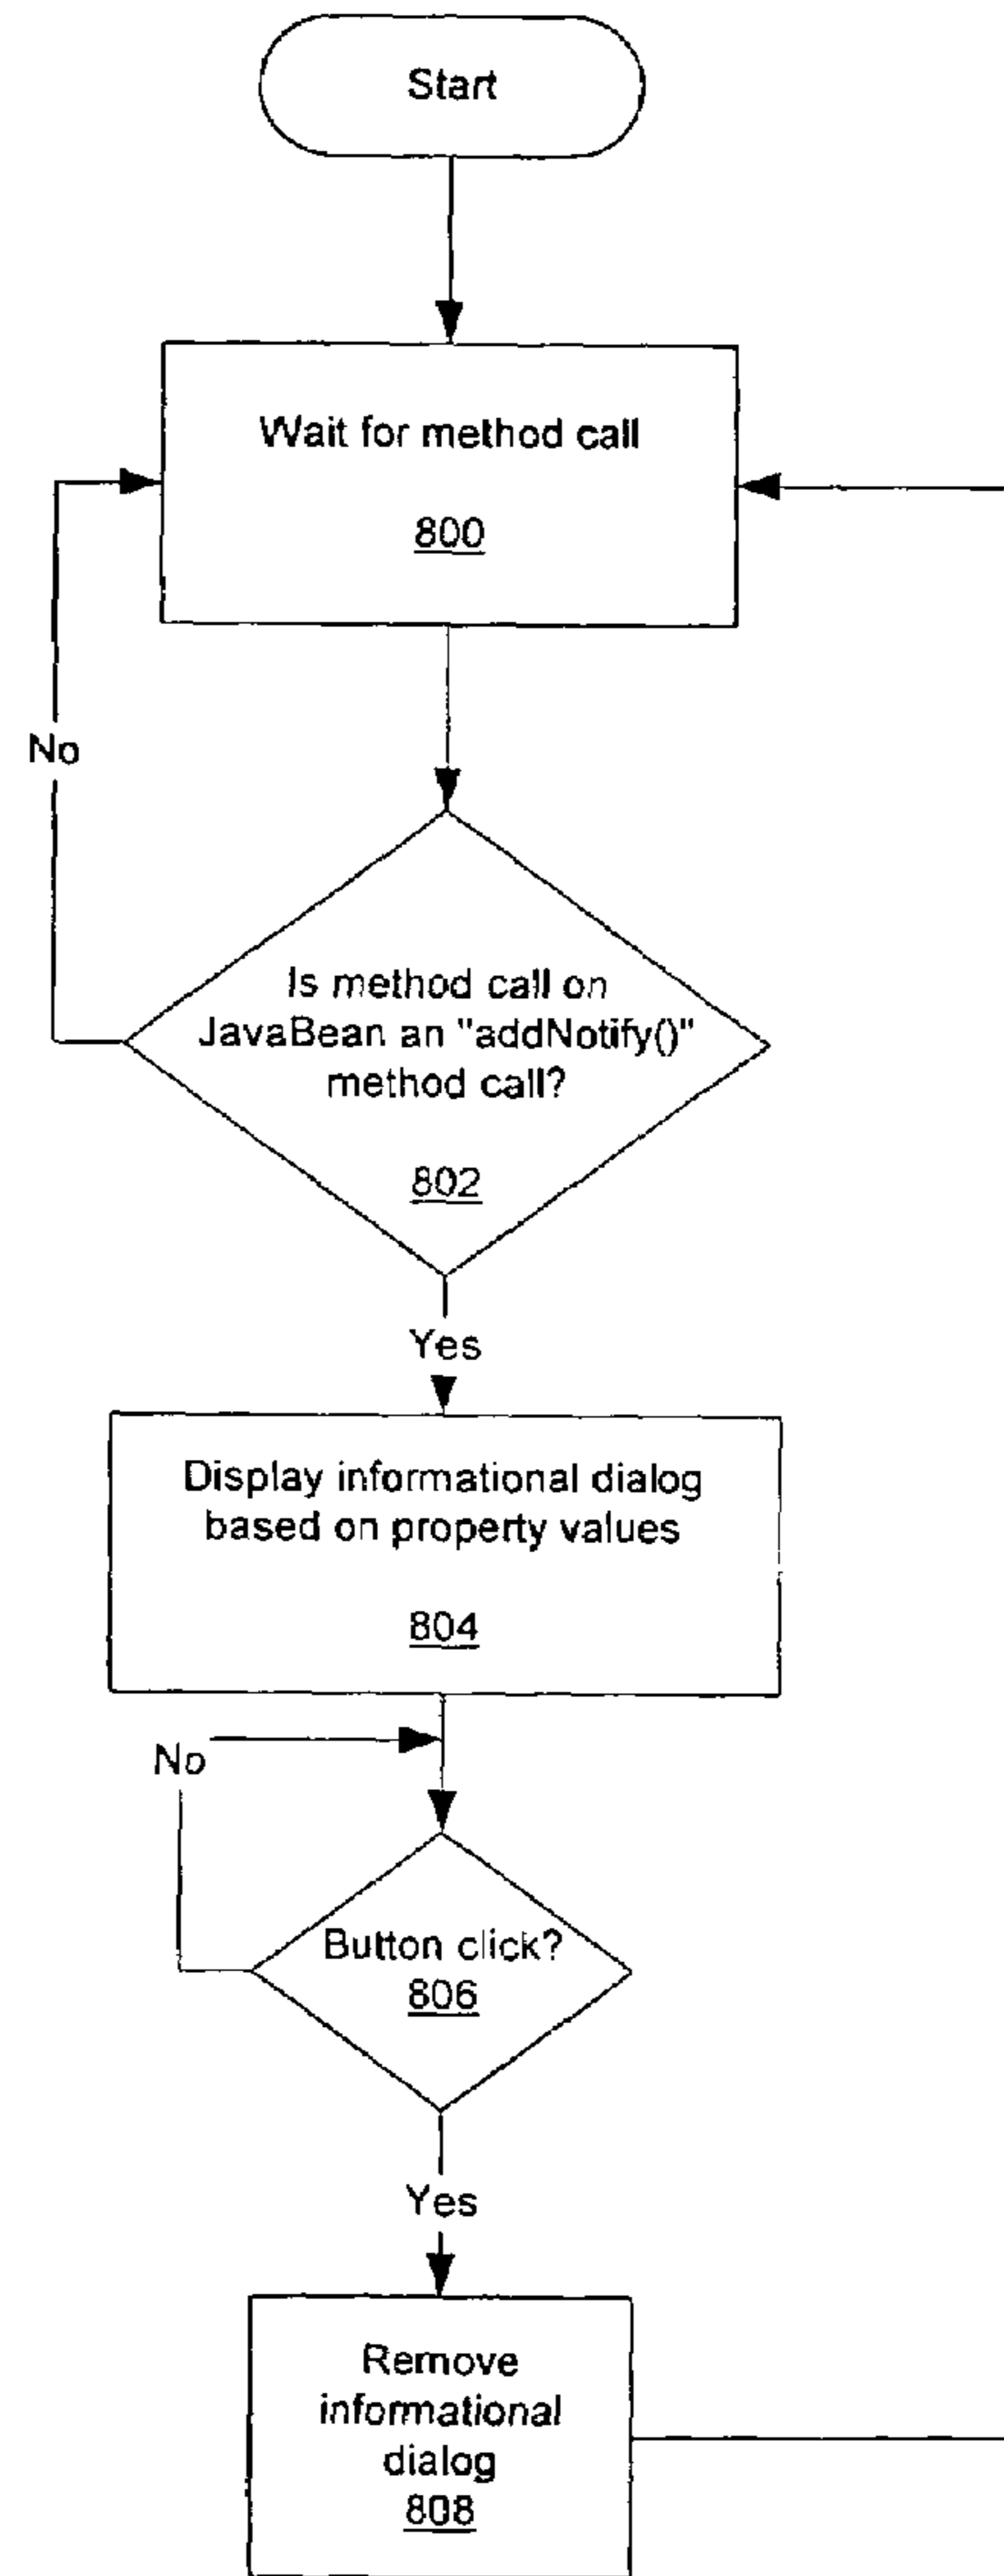 Start
Wait for method call
800
No
Is method call on
JavaBean an "addNotify()"
method call?
802
Yes
Display informational dialog
based on property values
804
No
Button click?
806
Yes
Remove
informational
dialog
808